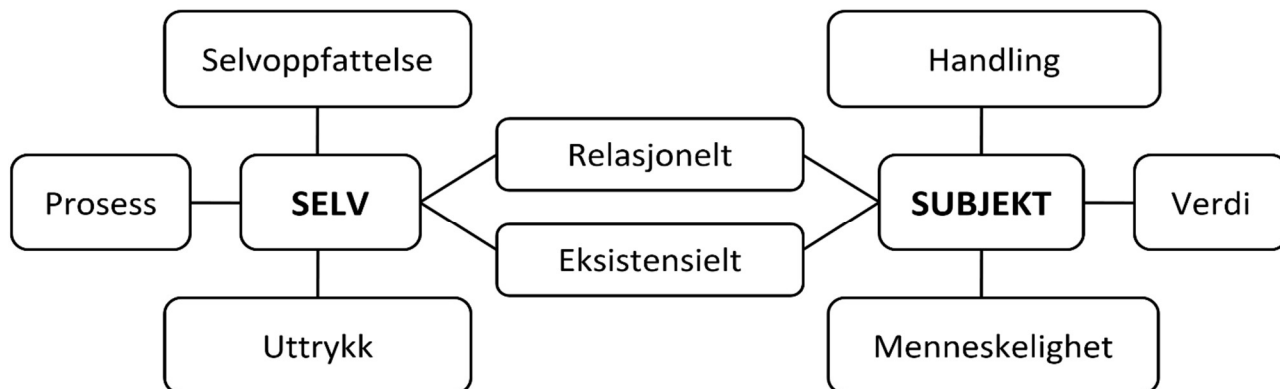 Selvoppfattelse
Handling
Relasjonelt
Prosess
SELV
SUBJEKT
Verdi
Eksistensielt
Uttrykk
Menneskelighet